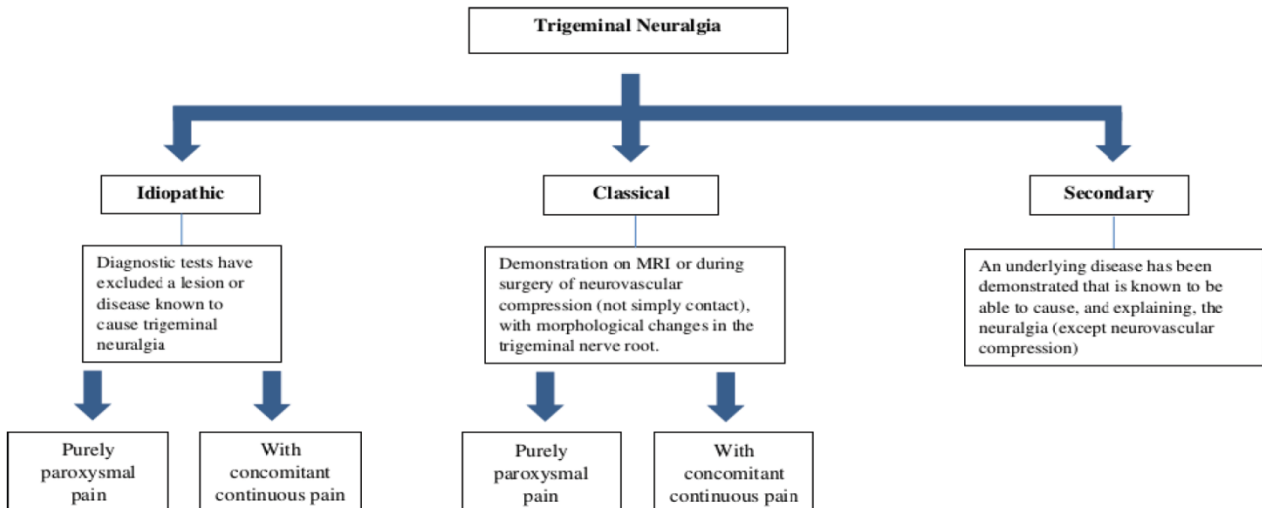 Trigeminal Neuralgia
Idiopathic
Classical
Secondary
Diagnostic tests have
excluded a lesion or
disease known to
cause trigeminal
neuralgia
Demonstration on MRI or during
surgery of neurovascular
compression (not simply contact),
with morphological changes in the
trigeminal nerve root.
An underlying disease has been
demonstrated that is known to be
able to cause, and explaining, the
neuralgia (except neurovascular
compression)
Purely
paroxysmal
pain
With
concomitant
continuous pain
Purely
paroxysmal
pain
With
concomitant
continuous pain